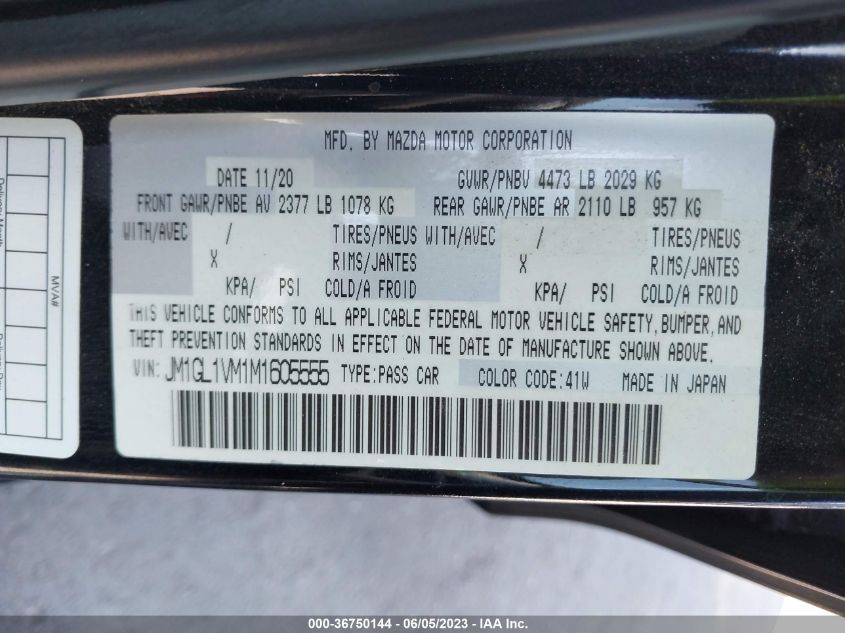 MFD. BY MAZDA MOTOR CORPORATION
DATE 11/20 GVWR/PNBV 4473 LB 2029 KG
FRONT GAWR/PNBE AV 2377 LB 1078 KG REAR GAWR/PNBE AR 2110 LB 957 KG
WITH/AVEC / TIRES/PNEUS WITH/AVEC / TIRES/PNEUS
X RIMS/JANTES X RIMS/JANTES
KPA/ PSI COLD/A FROID KPA/ PSI COLD/A FROID
THIS VEHICLE CONFORMS TO ALL APPLICABLE FEDERAL MOTOR VEHICLE SAFETY, BUMPER, AND
THEFT PREVENTION STANDARDS IN EFFECT ON THE DATE OF MANUFACTURE SHOWN ABOVE.
VIN: JM1GL1VM1M1605555 TYPE:PASS CAR COLOR CODE:41W MADE IN JAPAN
MVA#
000-36750144 - 06/05/2023 - IAA Inc.